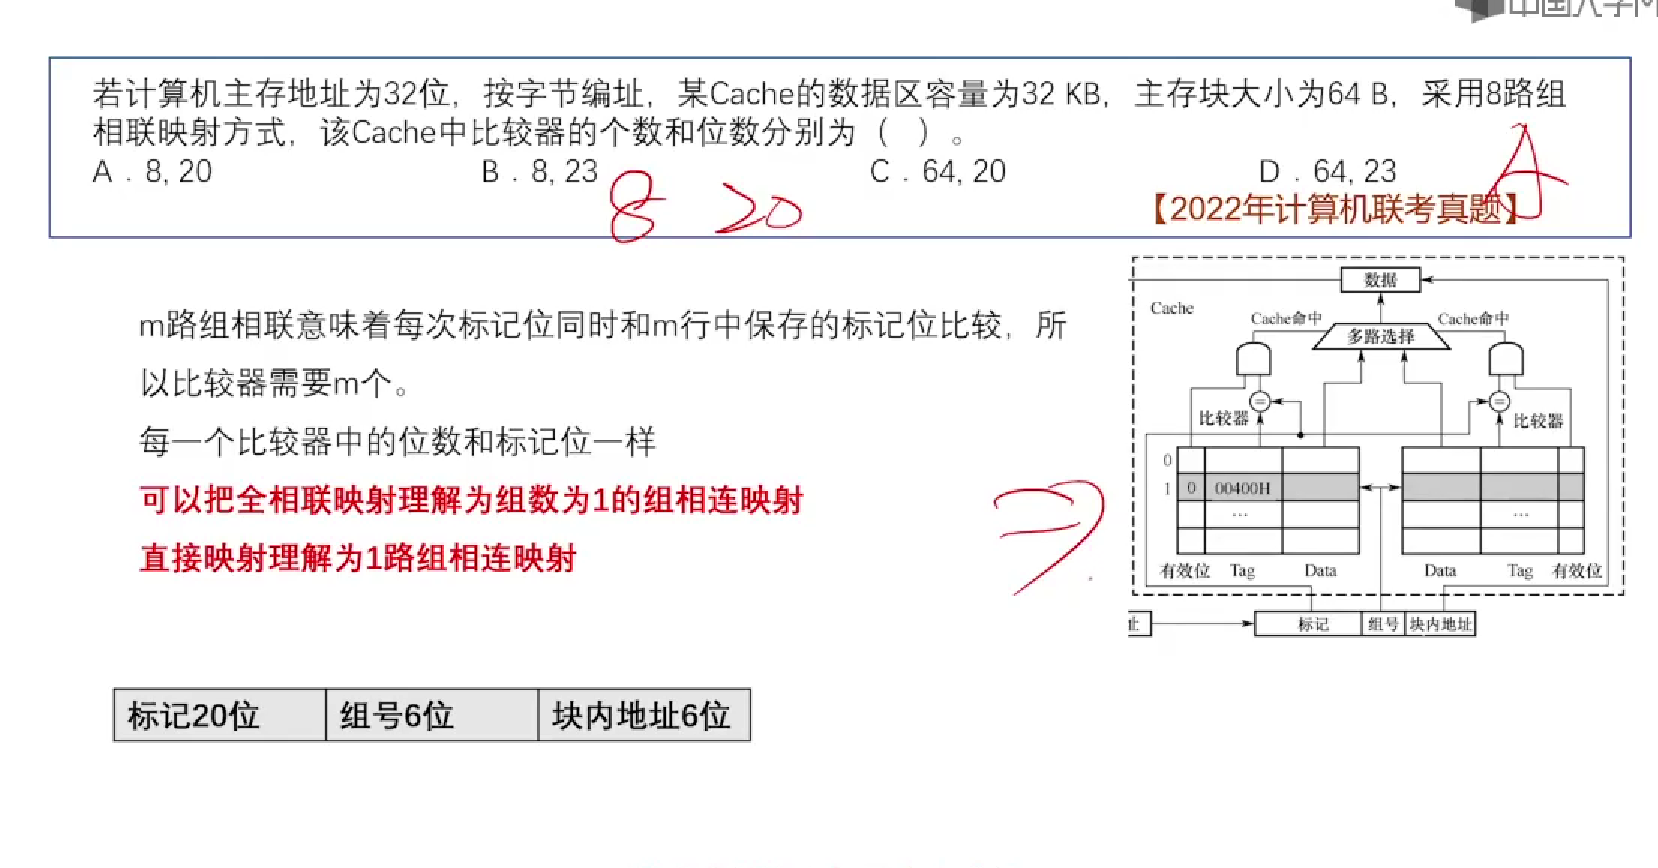 若计算机主存地址为32位，按字节编址，某Cache的数据区容量为32 KB，主存块大小为64 B，采用8路组
相联映射方式，该Cache中比较器的个数和位数分别为（ ）。
A．8, 20 B．8, 23 C．64, 20 D．64, 23
A
8 20
【2022年计算机联考真题】
m路组相联意味着每次标记位同时和m行中保存的标记位比较，所
以比较器需要m个。
每一个比较器中的位数和标记位一样
可以把全相联映射理解为组数为1的组相连映射
直接映射理解为1路组相连映射
数据
Cache
Cache命中 Cache命中
多路选择
= =
比较器 比较器
0
1 0 00400H
... ...
有效位 Tag Data Data Tag 有效位
标记 组号 块内地址
标记20位 组号6位 块内地址6位